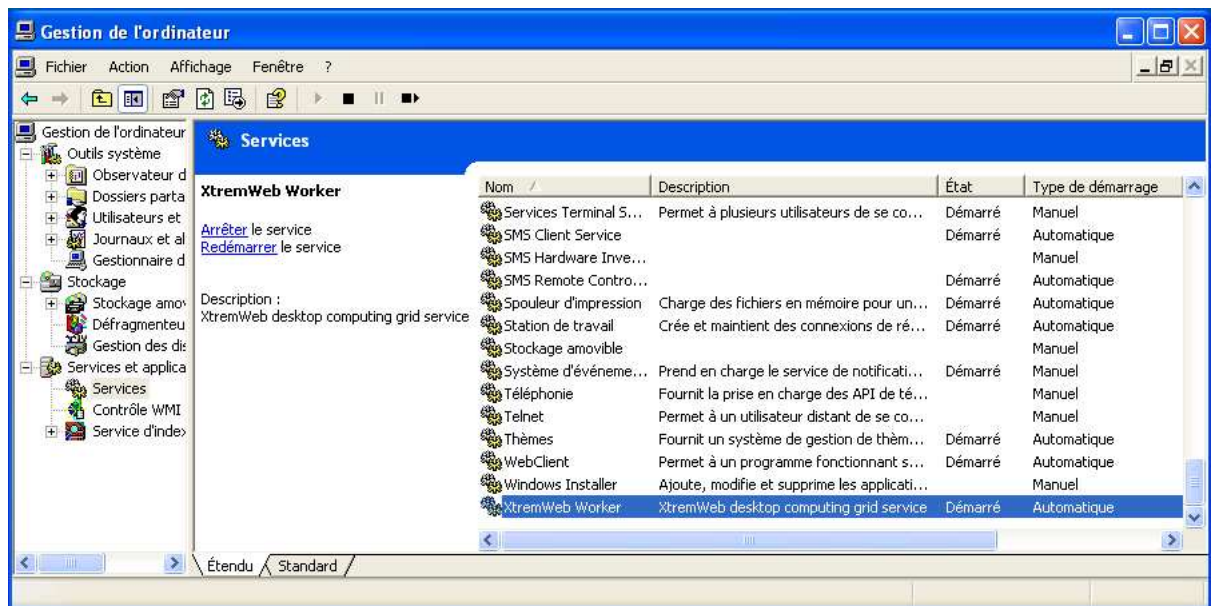 Gestion de l'ordinateur
Fichier Action Affichage Fenêtre ?
Gestion de l'ordinateur
Outils système
Observateur d
Dossiers parta
Utilisateurs et
Journaux et al
Gestionnaire d
Stockage
Stockage amov
Défragmenteu
Gestion des dis
Services et applica
Services
Contrôle WMI
Service d'index
Services
XtremWeb Worker
Arrêter le service
Redémarrer le service
Description :
XtremWeb desktop computing grid service
Nom Description État Type de démarrage
Services Terminal S... Permet à plusieurs utilisateurs de se co... Démarré Manuel
SMS Client Service Démarré Automatique
SMS Hardware Inve... Manuel
SMS Remote Contro... Démarré Automatique
Spouleur d'impression Charge des fichiers en mémoire pour un... Démarré Automatique
Station de travail Crée et maintient des connexions de ré... Démarré Automatique
Stockage amovible Manuel
Système d'événeme... Prend en charge le service de notificati... Démarré Manuel
Téléphonie Fournit la prise en charge des API de té... Manuel
Telnet Permet à un utilisateur distant de se co... Manuel
Thèmes Fournit un système de gestion de thèm... Démarré Automatique
WebClient Permet à un programme fonctionnant s... Démarré Automatique
Windows Installer Ajoute, modifie et supprime les applicati... Manuel
XtremWeb Worker XtremWeb desktop computing grid service Démarré Automatique
Étendu Standard